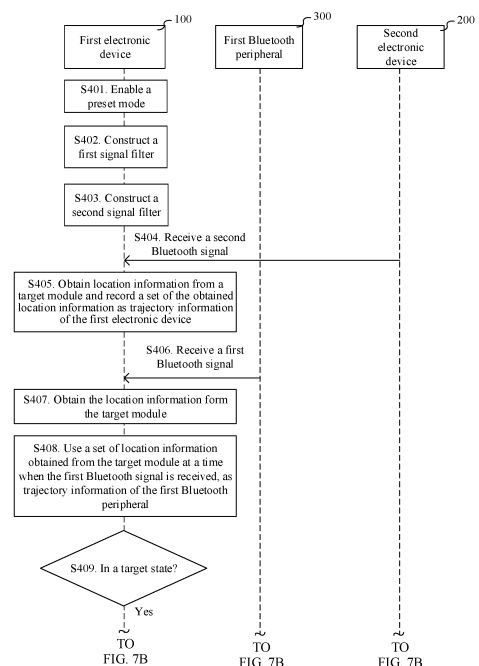 100
300
200
First electronic
device
First Bluetooth
peripheral
Second
electronic
device
S401. Enable a
preset mode
S402. Construct a
first signal filter
S403. Construct a
second signal filter
S404. Receive a second
Bluetooth signal
S405. Obtain location information from a
target module and record a set of the obtained
location information as trajectory information
of the first electronic device
S406. Receive a first
Bluetooth signal
S407. Obtain the location information form
the target module
S408. Use a set of location information
obtained from the target module at a time
when the first Bluetooth signal is received, as
trajectory information of the first Bluetooth
peripheral
S409. In a target state?
Yes
TO
FIG. 7B
TO
FIG. 7B
TO
FIG. 7B